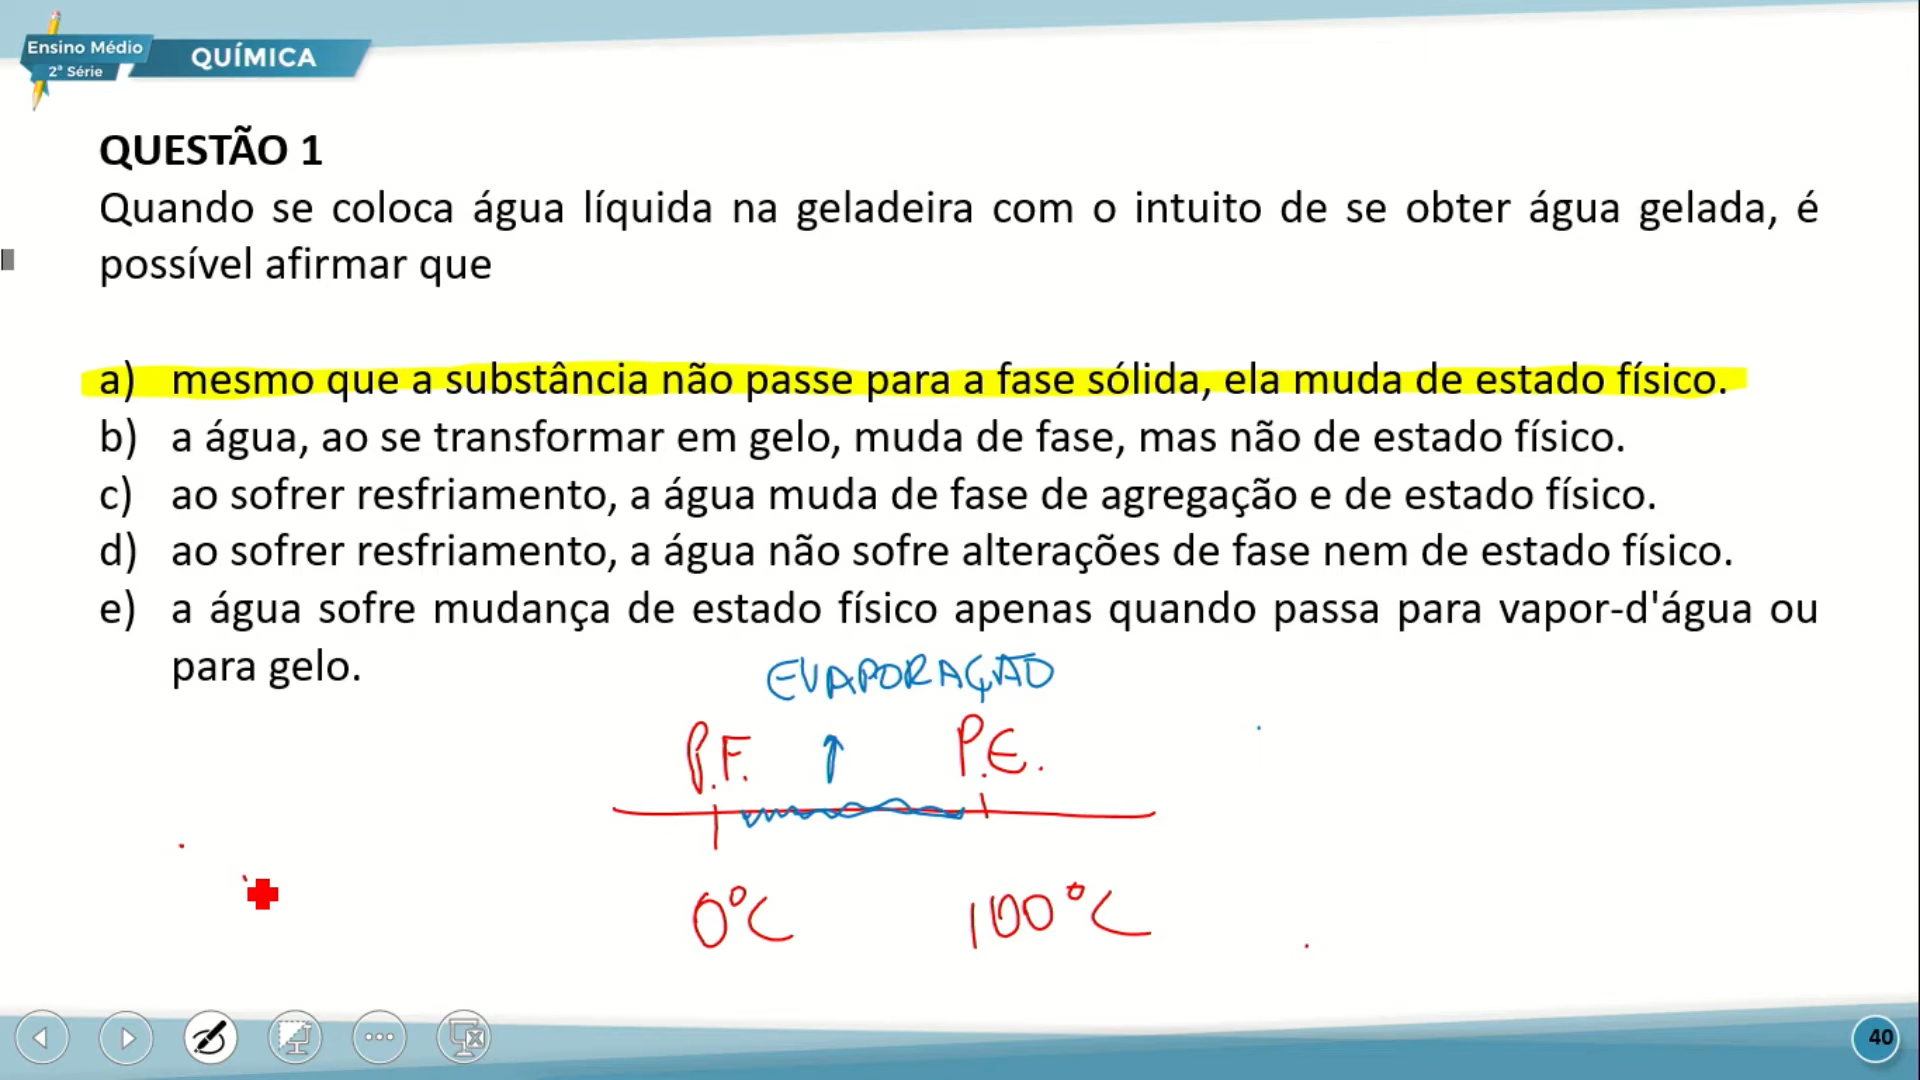 Ensino Médio
2ª Série
QUÍMICA
QUESTÃO 1
Quando se coloca água líquida na geladeira com o intuito de se obter água gelada, é
possível afirmar que
a) mesmo que a substância não passe para a fase sólida, ela muda de estado físico.
b) a água, ao se transformar em gelo, muda de fase, mas não de estado físico.
c) ao sofrer resfriamento, a água muda de fase de agregação e de estado físico.
d) ao sofrer resfriamento, a água não sofre alterações de fase nem de estado físico.
e) a água sofre mudança de estado físico apenas quando passa para vapor-d'água ou
para gelo.
EVAPORAÇÃO
P.F. P.E.
0°C 100°C
40